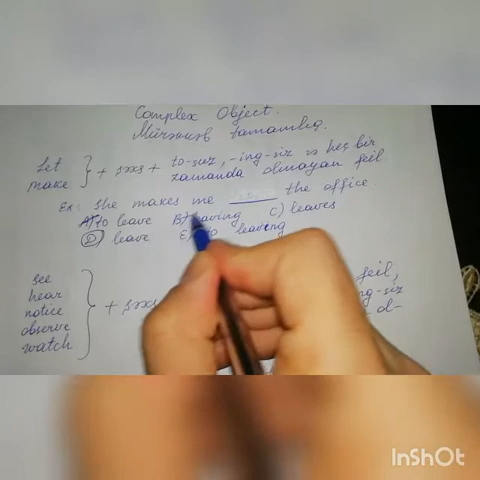 Complex Object.
Mürəkkəb tamamlıq.
Let
make } + şəxs + to-suz, -ing-siz və heç bir
zamanda olmayan feil
Ex: She makes me ______ the office
A) to leave B) leaving C) leaves
D) leave E) to leaving
see
hear
notice
observe
watch
} + şəxs
feil,
ing-siz
ol-
InShOt